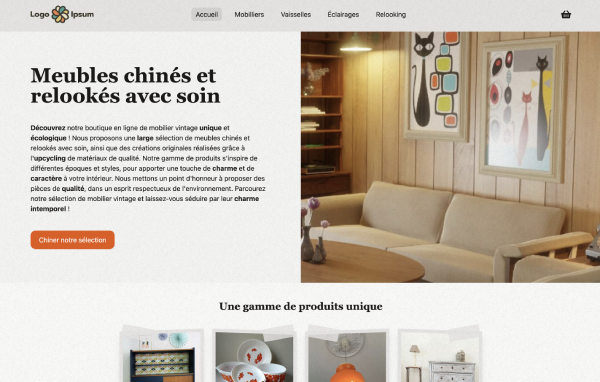 Logo Ipsum
Accueil Mobilliers Vaisselles Éclairages Relooking
Meubles chinés et
relookés avec soin
Découvrez notre boutique en ligne de mobilier vintage unique et
écologique ! Nous proposons une large sélection de meubles chinés et
relookés avec soin, ainsi que des créations originales réalisées grâce à
l'upcycling de matériaux de qualité. Notre gamme de produits s'inspire de
différentes époques et styles, pour apporter une touche de charme et de
caractère à votre intérieur. Nous mettons un point d'honneur à proposer des
pièces de qualité, dans un esprit respectueux de l'environnement. Parcourez
notre sélection de mobilier vintage et laissez-vous séduire par leur charme
intemporel !
Chiner notre sélection
Une gamme de produits unique